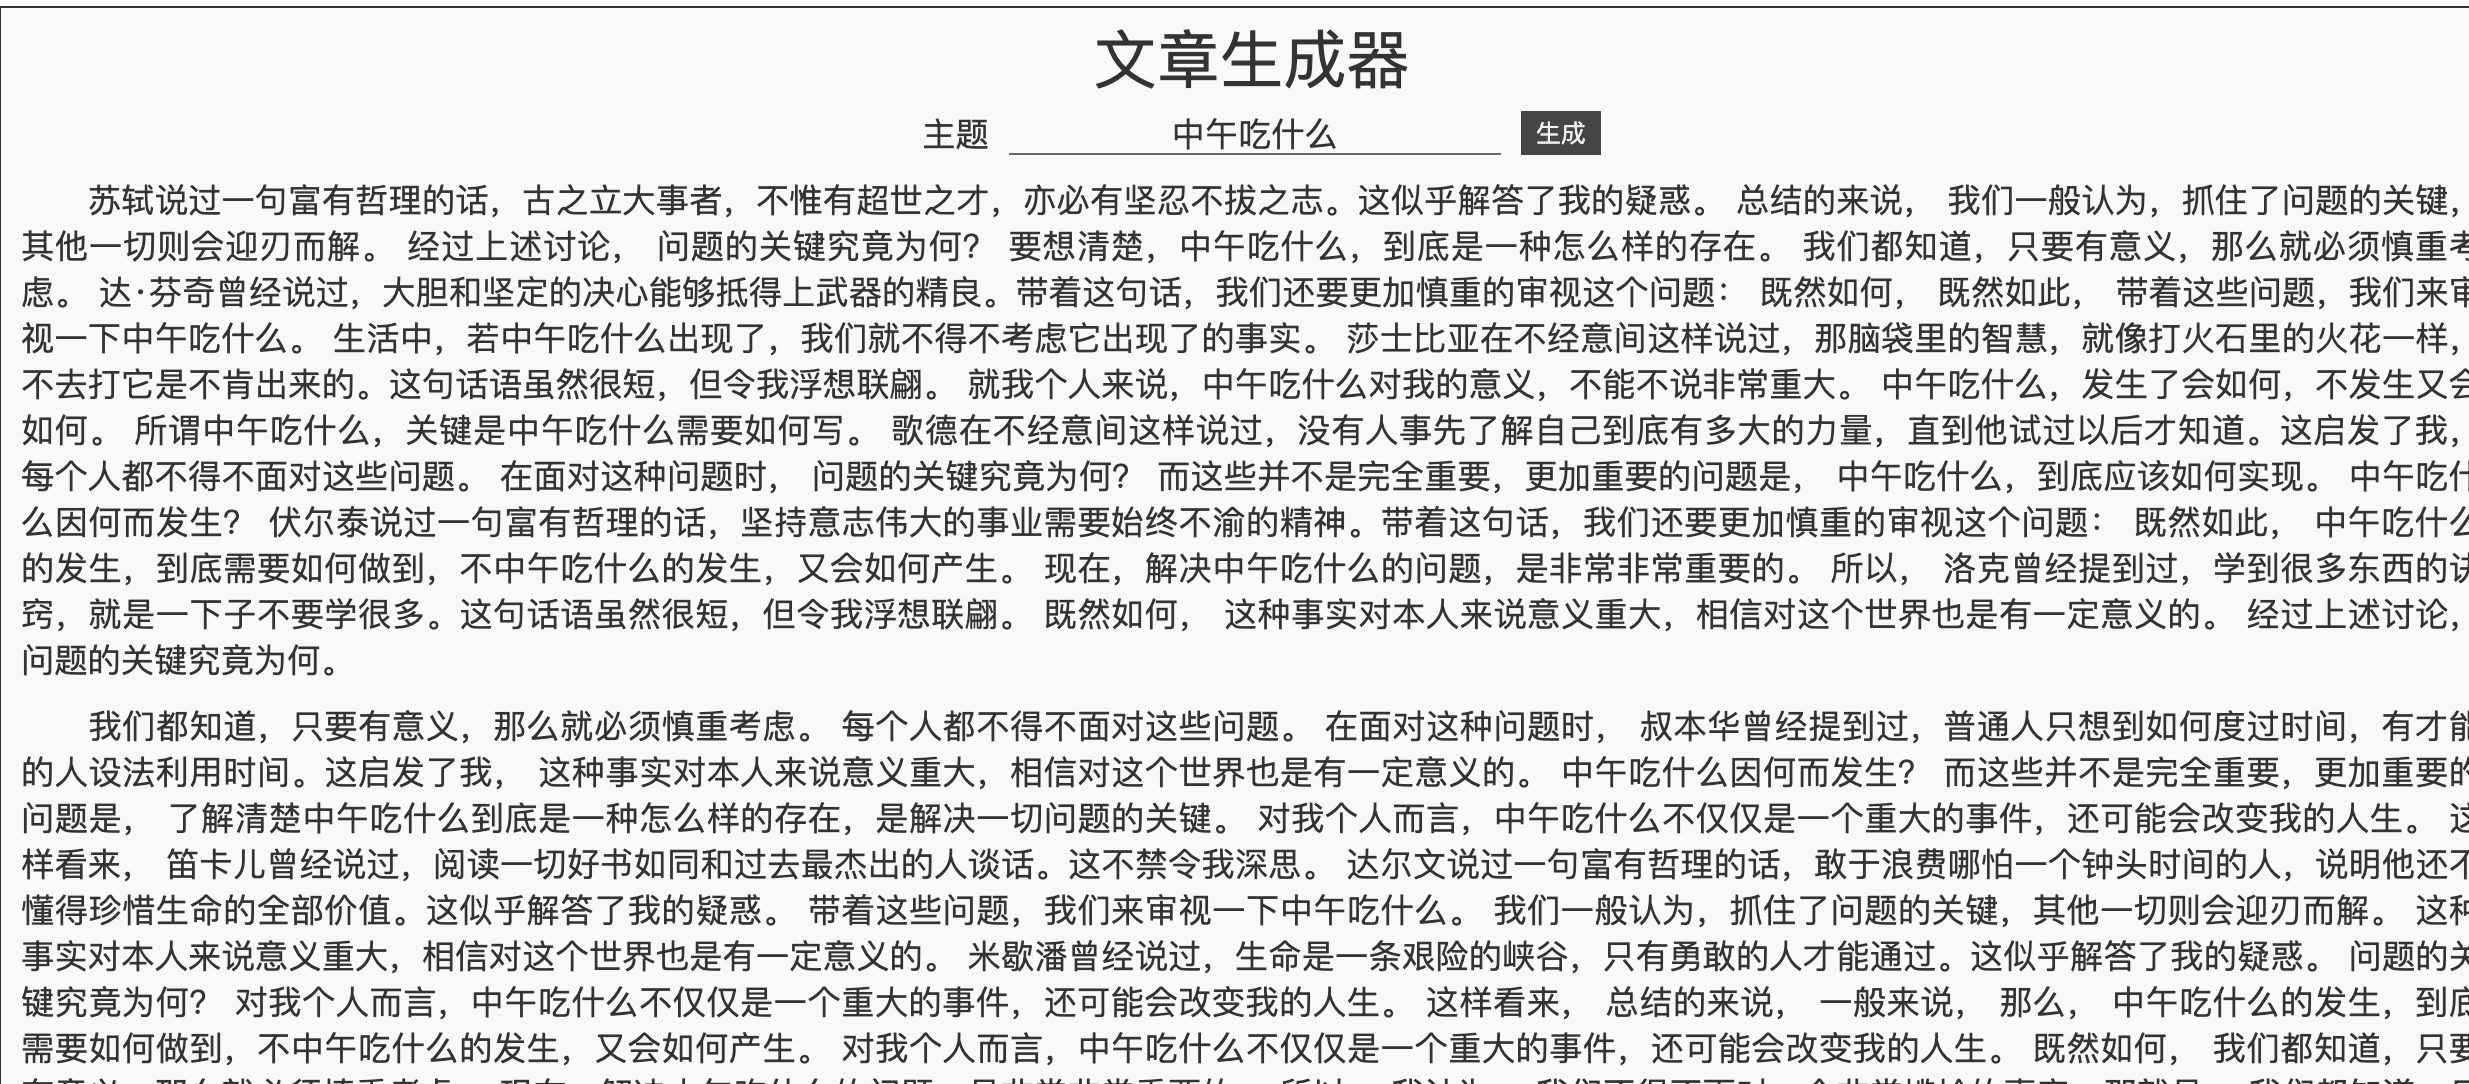 文章生成器
主题 中午吃什么 生成
苏轼说过一句富有哲理的话，古之立大事者，不惟有超世之才，亦必有坚忍不拔之志。这似乎解答了我的疑惑。 总结的来说， 我们一般认为，抓住了问题的关键，
其他一切则会迎刃而解。 经过上述讨论， 问题的关键究竟为何？ 要想清楚，中午吃什么，到底是一种怎么样的存在。 我们都知道，只要有意义，那么就必须慎重考
虑。 达·芬奇曾经说过，大胆和坚定的决心能够抵得上武器的精良。带着这句话，我们还要更加慎重的审视这个问题： 既然如何， 既然如此， 带着这些问题，我们来审
视一下中午吃什么。 生活中，若中午吃什么出现了，我们就不得不考虑它出现了的事实。 莎士比亚在不经意间这样说过，那脑袋里的智慧，就像打火石里的火花一样，
不去打它是不肯出来的。这句话语虽然很短，但令我浮想联翩。 就我个人来说，中午吃什么对我的意义，不能不说非常重大。 中午吃什么，发生了会如何，不发生又会
如何。 所谓中午吃什么，关键是中午吃什么需要如何写。 歌德在不经意间这样说过，没有人事先了解自己到底有多大的力量，直到他试过以后才知道。这启发了我，
每个人都不得不面对这些问题。 在面对这种问题时， 问题的关键究竟为何？ 而这些并不是完全重要，更加重要的问题是， 中午吃什么，到底应该如何实现。 中午吃什
么因何而发生？ 伏尔泰说过一句富有哲理的话，坚持意志伟大的事业需要始终不渝的精神。带着这句话，我们还要更加慎重的审视这个问题： 既然如此， 中午吃什么
的发生，到底需要如何做到，不中午吃什么的发生，又会如何产生。 现在，解决中午吃什么的问题，是非常非常重要的。 所以， 洛克曾经提到过，学到很多东西的诀
窍，就是一下子不要学很多。这句话语虽然很短，但令我浮想联翩。 既然如何， 这种事实对本人来说意义重大，相信对这个世界也是有一定意义的。 经过上述讨论，
问题的关键究竟为何。
我们都知道，只要有意义，那么就必须慎重考虑。 每个人都不得不面对这些问题。 在面对这种问题时， 叔本华曾经提到过，普通人只想到如何度过时间，有才能
的人设法利用时间。这启发了我， 这种事实对本人来说意义重大，相信对这个世界也是有一定意义的。 中午吃什么因何而发生？ 而这些并不是完全重要，更加重要的
问题是， 了解清楚中午吃什么到底是一种怎么样的存在，是解决一切问题的关键。 对我个人而言，中午吃什么不仅仅是一个重大的事件，还可能会改变我的人生。 这
样看来， 笛卡儿曾经说过，阅读一切好书如同和过去最杰出的人谈话。这不禁令我深思。 达尔文说过一句富有哲理的话，敢于浪费哪怕一个钟头时间的人，说明他还不
懂得珍惜生命的全部价值。这似乎解答了我的疑惑。 带着这些问题，我们来审视一下中午吃什么。 我们一般认为，抓住了问题的关键，其他一切则会迎刃而解。 这种
事实对本人来说意义重大，相信对这个世界也是有一定意义的。 米歇潘曾经说过，生命是一条艰险的峡谷，只有勇敢的人才能通过。这似乎解答了我的疑惑。 问题的关
键究竟为何？ 对我个人而言，中午吃什么不仅仅是一个重大的事件，还可能会改变我的人生。 这样看来， 总结的来说， 一般来说， 那么， 中午吃什么的发生，到底
需要如何做到，不中午吃什么的发生，又会如何产生。 对我个人而言，中午吃什么不仅仅是一个重大的事件，还可能会改变我的人生。 既然如何， 我们都知道，只要